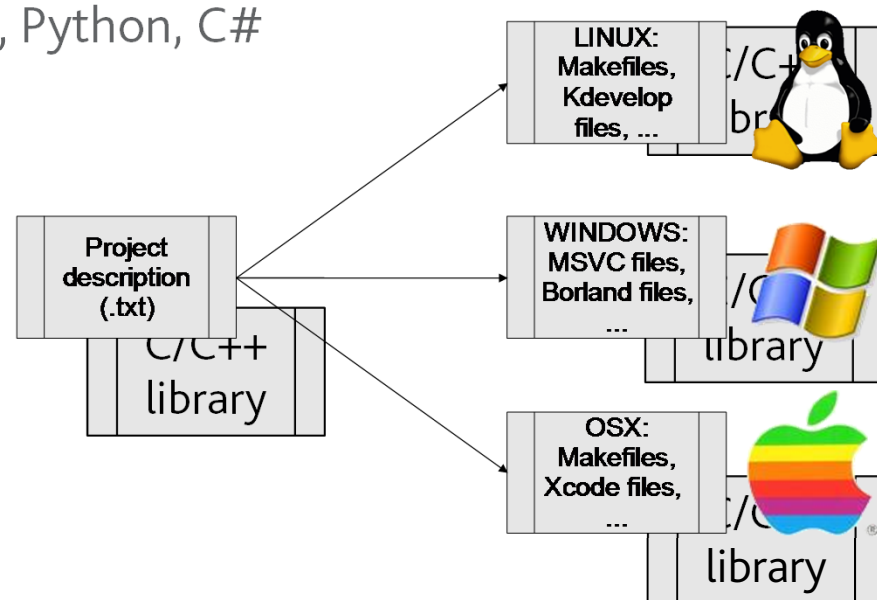 , Python, C#
LINUX:
Makefiles,
Kdevelop
files, ...
/C+
br
Project
description
(.txt)
C/C++
library
WINDOWS:
MSVC files,
Borland files,
...
/C
library
OSX:
Makefiles,
Xcode files,
...
/C
library
®